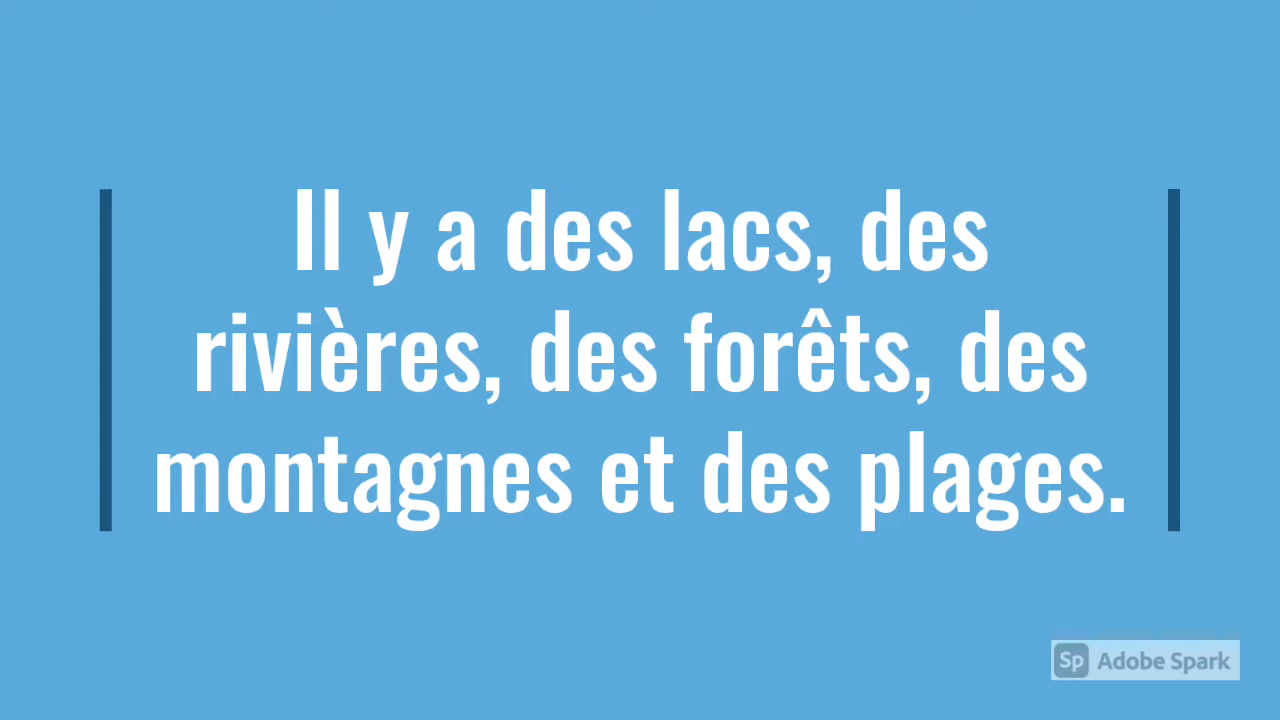 Il y a des lacs, des
rivières, des forêts, des
montagnes et des plages.
Sp Adobe Spark